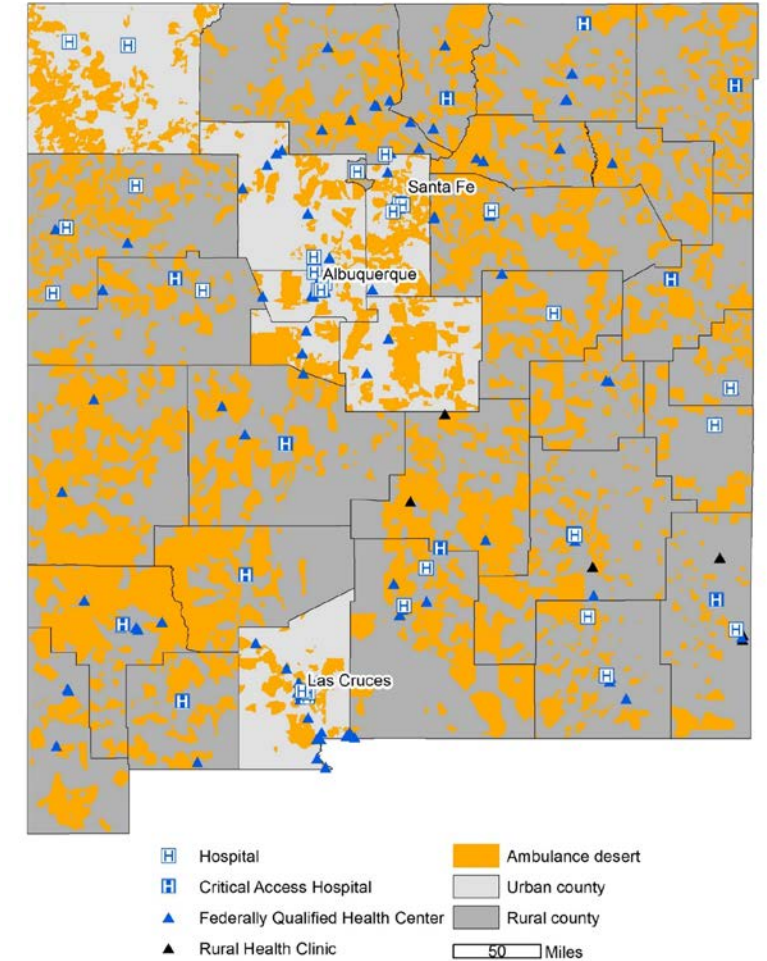 Santa Fe
Albuquerque
Las Cruces
H Hospital
H Critical Access Hospital
Federally Qualified Health Center
Rural Health Clinic
Ambulance desert
Urban county
Rural county
50 Miles